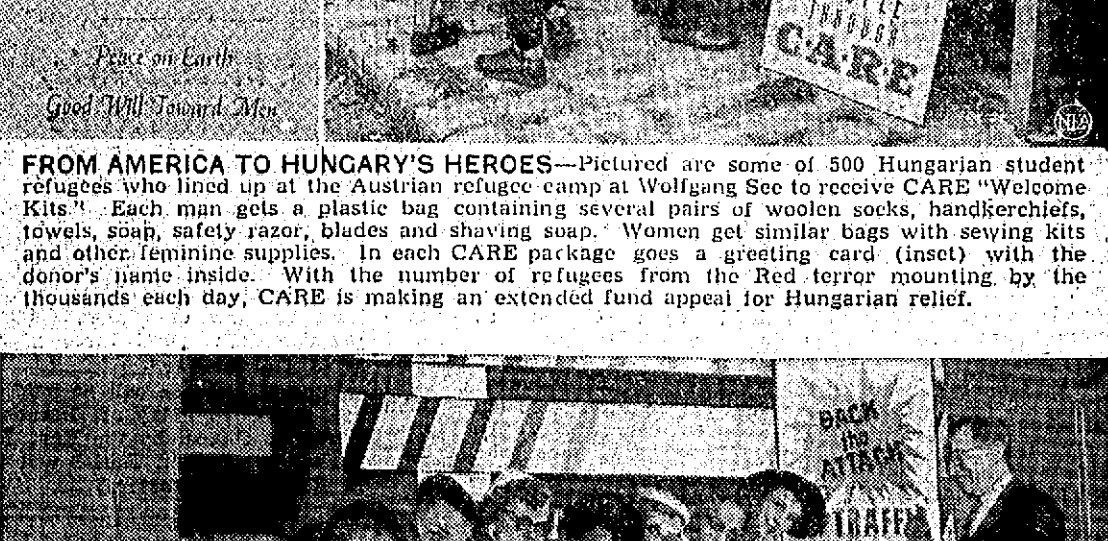 Peace on Earth
Good Will Toward Men
THROUGH
CARE
NEA
FROM AMERICA TO HUNGARY'S HEROES—Pictured are some of 500 Hungarian student
refugees who lined up at the Austrian refugee camp at Wolfgang See to receive CARE "Welcome
Kits." Each man gets a plastic bag containing several pairs of woolen socks, handkerchiefs,
towels, soap, safety razor, blades and shaving soap. Women get similar bags with sewing kits
and other feminine supplies. In each CARE package goes a greeting card (inset) with the
donor's name inside. With the number of refugees from the Red terror mounting by the
thousands each day, CARE is making an extended fund appeal for Hungarian relief.
BACK
the
ATTACK
TRAFF